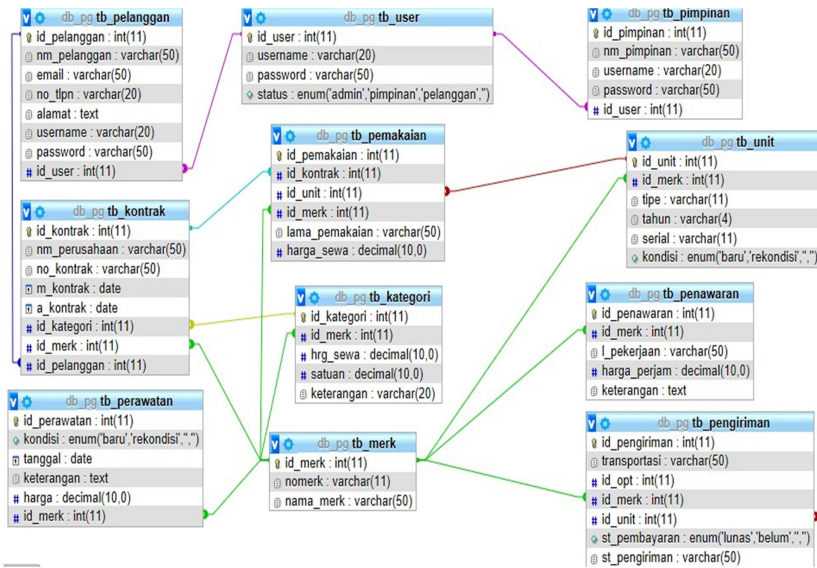 db_pg tb_pelanggan
id_pelanggan : int(11)
nm_pelanggan : varchar(50)
email : varchar(50)
no_tlpn : varchar(20)
alamat : text
username : varchar(20)
password : varchar(50)
# id_user : int(11)
db_pg tb_user
id_user : int(11)
username : varchar(20)
password : varchar(50)
status : enum('admin','pimpinan','pelanggan','')
db_pg tb_pimpinan
id_pimpinan : int(11)
nm_pimpinan : varchar(50)
username : varchar(20)
password : varchar(50)
# id_user : int(11)
db_pg tb_pemakaian
id_pemakaian : int(11)
# id_kontrak : int(11)
# id_unit : int(11)
# id_merk : int(11)
lama_pemakaian : varchar(50)
# harga_sewa : decimal(10,0)
db_pg tb_unit
id_unit : int(11)
# id_merk : int(11)
tipe : varchar(11)
tahun : varchar(4)
serial : varchar(11)
kondisi : enum('baru','rekondisi','','')
db_pg tb_kontrak
id_kontrak : int(11)
nm_perusahaan : varchar(50)
no_kontrak : varchar(50)
m_kontrak : date
a_kontrak : date
# id_kategori : int(11)
# id_merk : int(11)
# id_pelanggan : int(11)
db_pg tb_kategori
id_kategori : int(11)
# id_merk : int(11)
# hrg_sewa : decimal(10,0)
# satuan : decimal(10,0)
keterangan : varchar(20)
db_pg tb_penawaran
id_penawaran : int(11)
# id_merk : int(11)
l_pekerjaan : varchar(50)
# harga_perjam : decimal(10,0)
keterangan : text
db_pg tb_perawatan
id_perawatan : int(11)
kondisi : enum('baru','rekondisi','','')
tanggal : date
keterangan : text
# harga : decimal(10,0)
# id_merk : int(11)
db_pg tb_merk
id_merk : int(11)
nomerk : varchar(11)
nama_merk : varchar(50)
db_pg tb_pengiriman
id_pengiriman : int(11)
transportasi : varchar(50)
# id_opt : int(11)
# id_merk : int(11)
# id_unit : int(11)
st_pembayaran : enum('lunas','belum','','')
st_pengiriman : varchar(50)